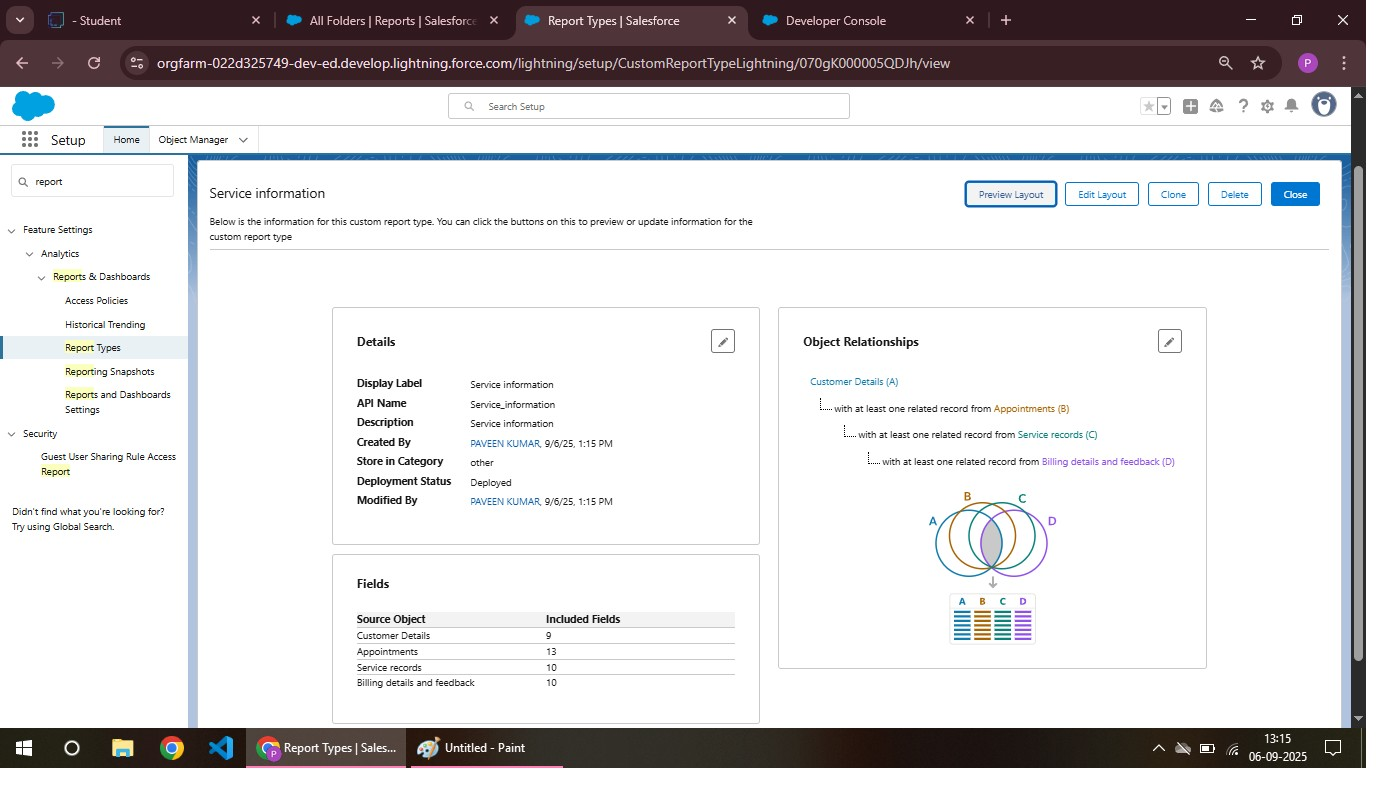 - Student
All Folders | Reports | Salesforce
Report Types | Salesforce
Developer Console
orgfarm-022d325749-dev-ed.develop.lightning.force.com/lightning/setup/CustomReportTypeLightning/070gK000005QDJh/view
P
Search Setup
Setup
Home
Object Manager
report
Feature Settings
Analytics
Reports & Dashboards
Access Policies
Historical Trending
Report Types
Reporting Snapshots
Reports and Dashboards
Settings
Security
Guest User Sharing Rule Access
Report
Didn't find what you're looking for?
Try using Global Search.
Service information
Preview Layout
Edit Layout
Clone
Delete
Close
Below is the information for this custom report type. You can click the buttons on this to preview or update information for the
custom report type
Details
Display Label Service information
API Name Service_information
Description Service information
Created By PAVEEN KUMAR, 9/6/25, 1:15 PM
Store in Category other
Deployment Status Deployed
Modified By PAVEEN KUMAR, 9/6/25, 1:15 PM
Fields
Source Object Included Fields
Customer Details 9
Appointments 13
Service records 10
Billing details and feedback 10
Object Relationships
Customer Details (A)
with at least one related record from Appointments (B)
with at least one related record from Service records (C)
with at least one related record from Billing details and feedback (D)
B C
A D
A B C D
P
Report Types | Sales...
Untitled - Paint
13:15
06-09-2025